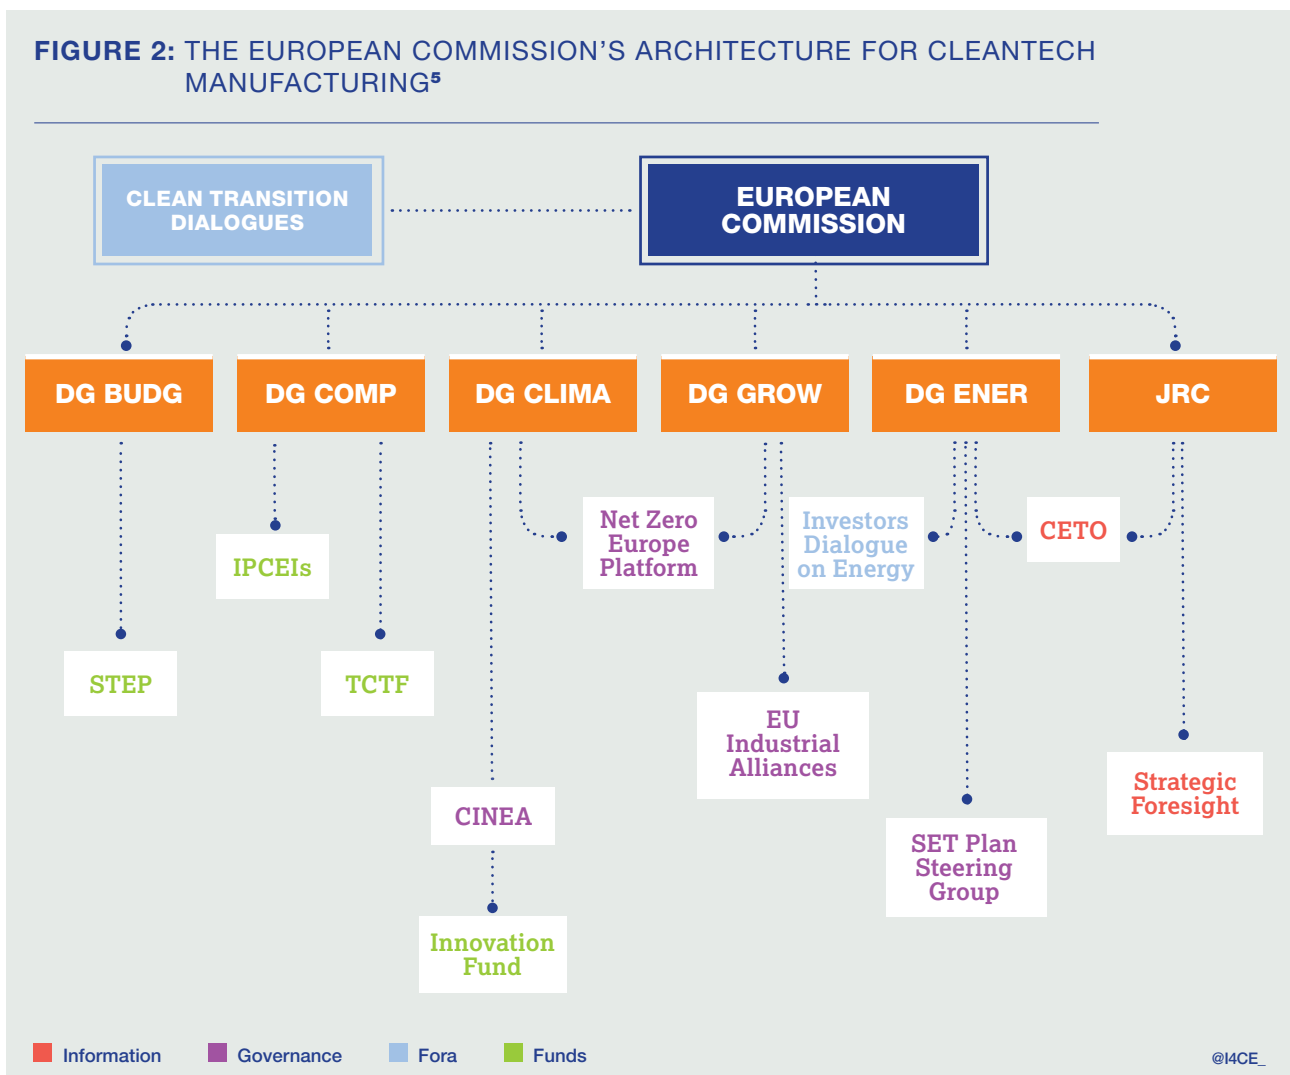 FIGURE 2: THE EUROPEAN COMMISSION’S ARCHITECTURE FOR CLEANTECH
MANUFACTURING⁵
CLEAN TRANSITION
DIALOGUES
EUROPEAN
COMMISSION
DG BUDG
DG COMP
DG CLIMA
DG GROW
DG ENER
JRC
IPCEIs
Net Zero
Europe
Platform
Investors
Dialogue
on Energy
CETO
STEP
TCTF
EU
Industrial
Alliances
Strategic
Foresight
CINEA
SET Plan
Steering
Group
Innovation
Fund
Information
Governance
Fora
Funds
@I4CE_